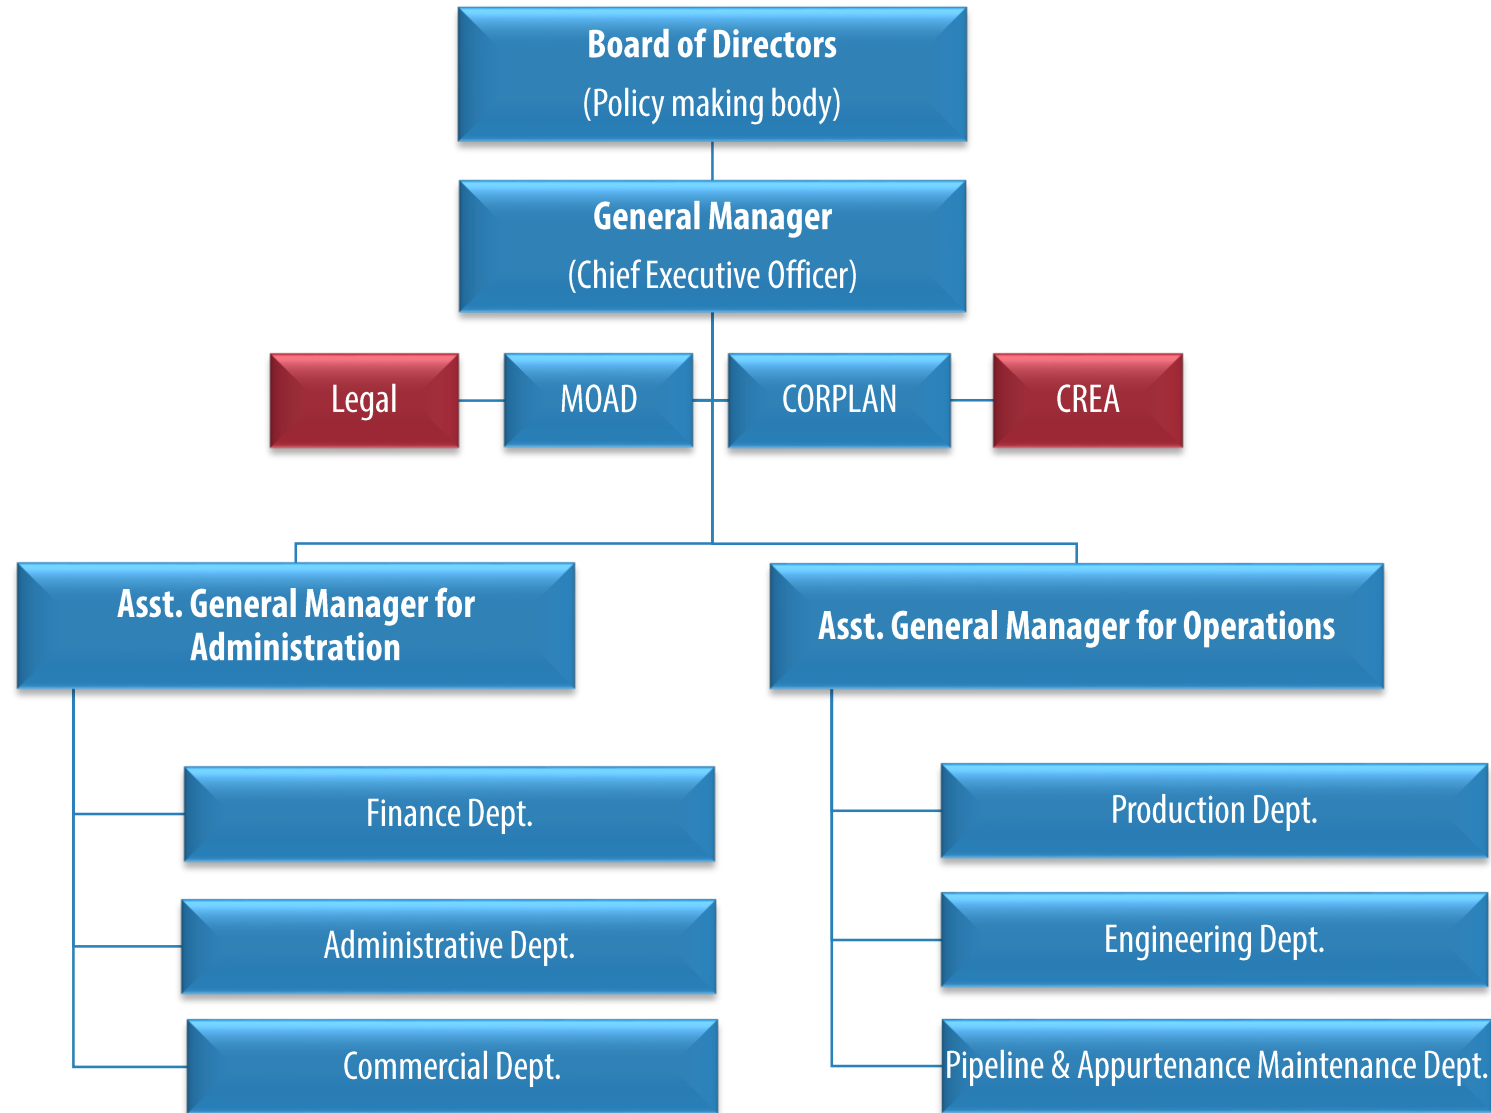 Board of Directors
(Policy making body)
General Manager
(Chief Executive Officer)
Legal
MOAD
CORPLAN
CREA
Asst. General Manager for
Administration
Asst. General Manager for Operations
Finance Dept.
Administrative Dept.
Commercial Dept.
Production Dept.
Engineering Dept.
Pipeline & Appurtenance Maintenance Dept.